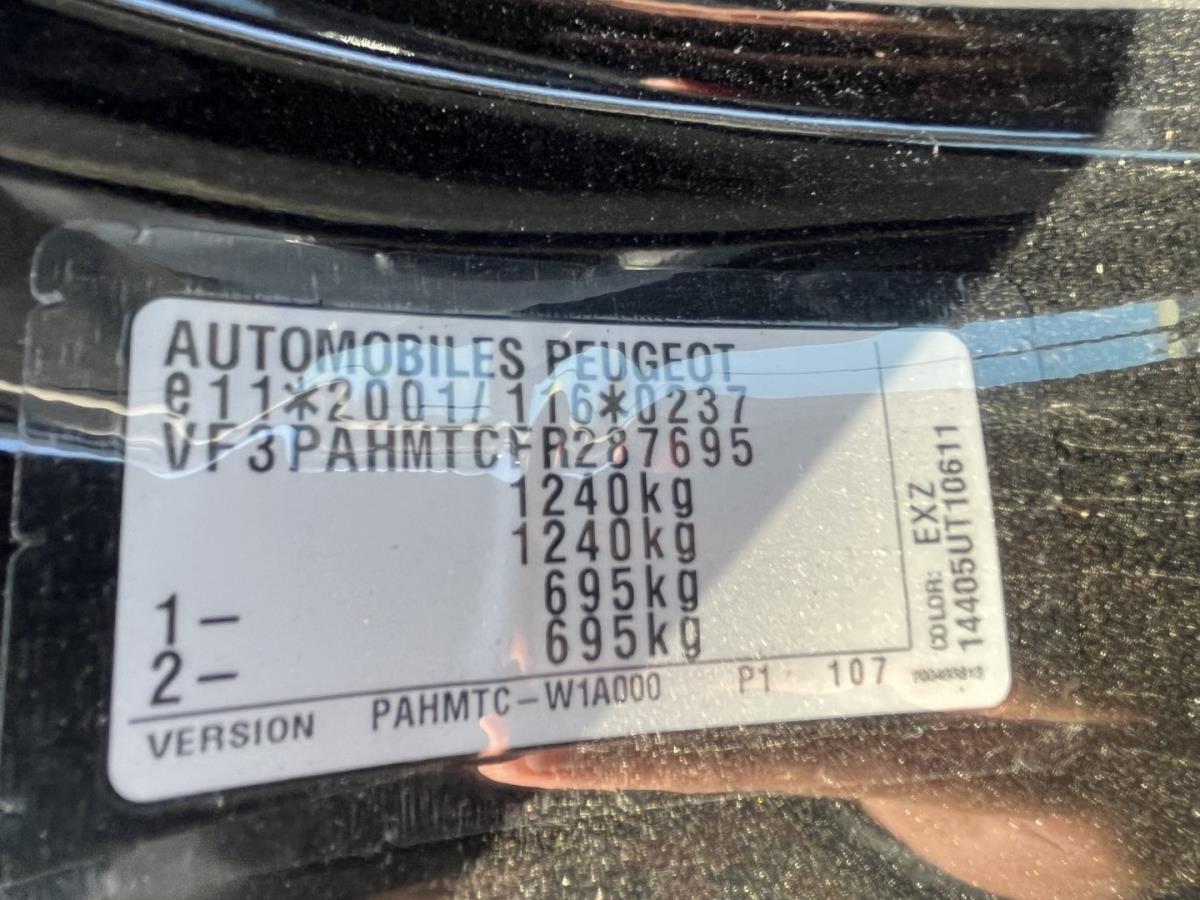 AUTOMOBILES PEUGEOT
e11*2001/116*0237
VF3PAHMTCFR287695
1240kg
1240kg
1- 695kg
2- 695kg
VERSION PAHMTC-W1A000 P1 107
COLOR: EXZ
14405UT10611